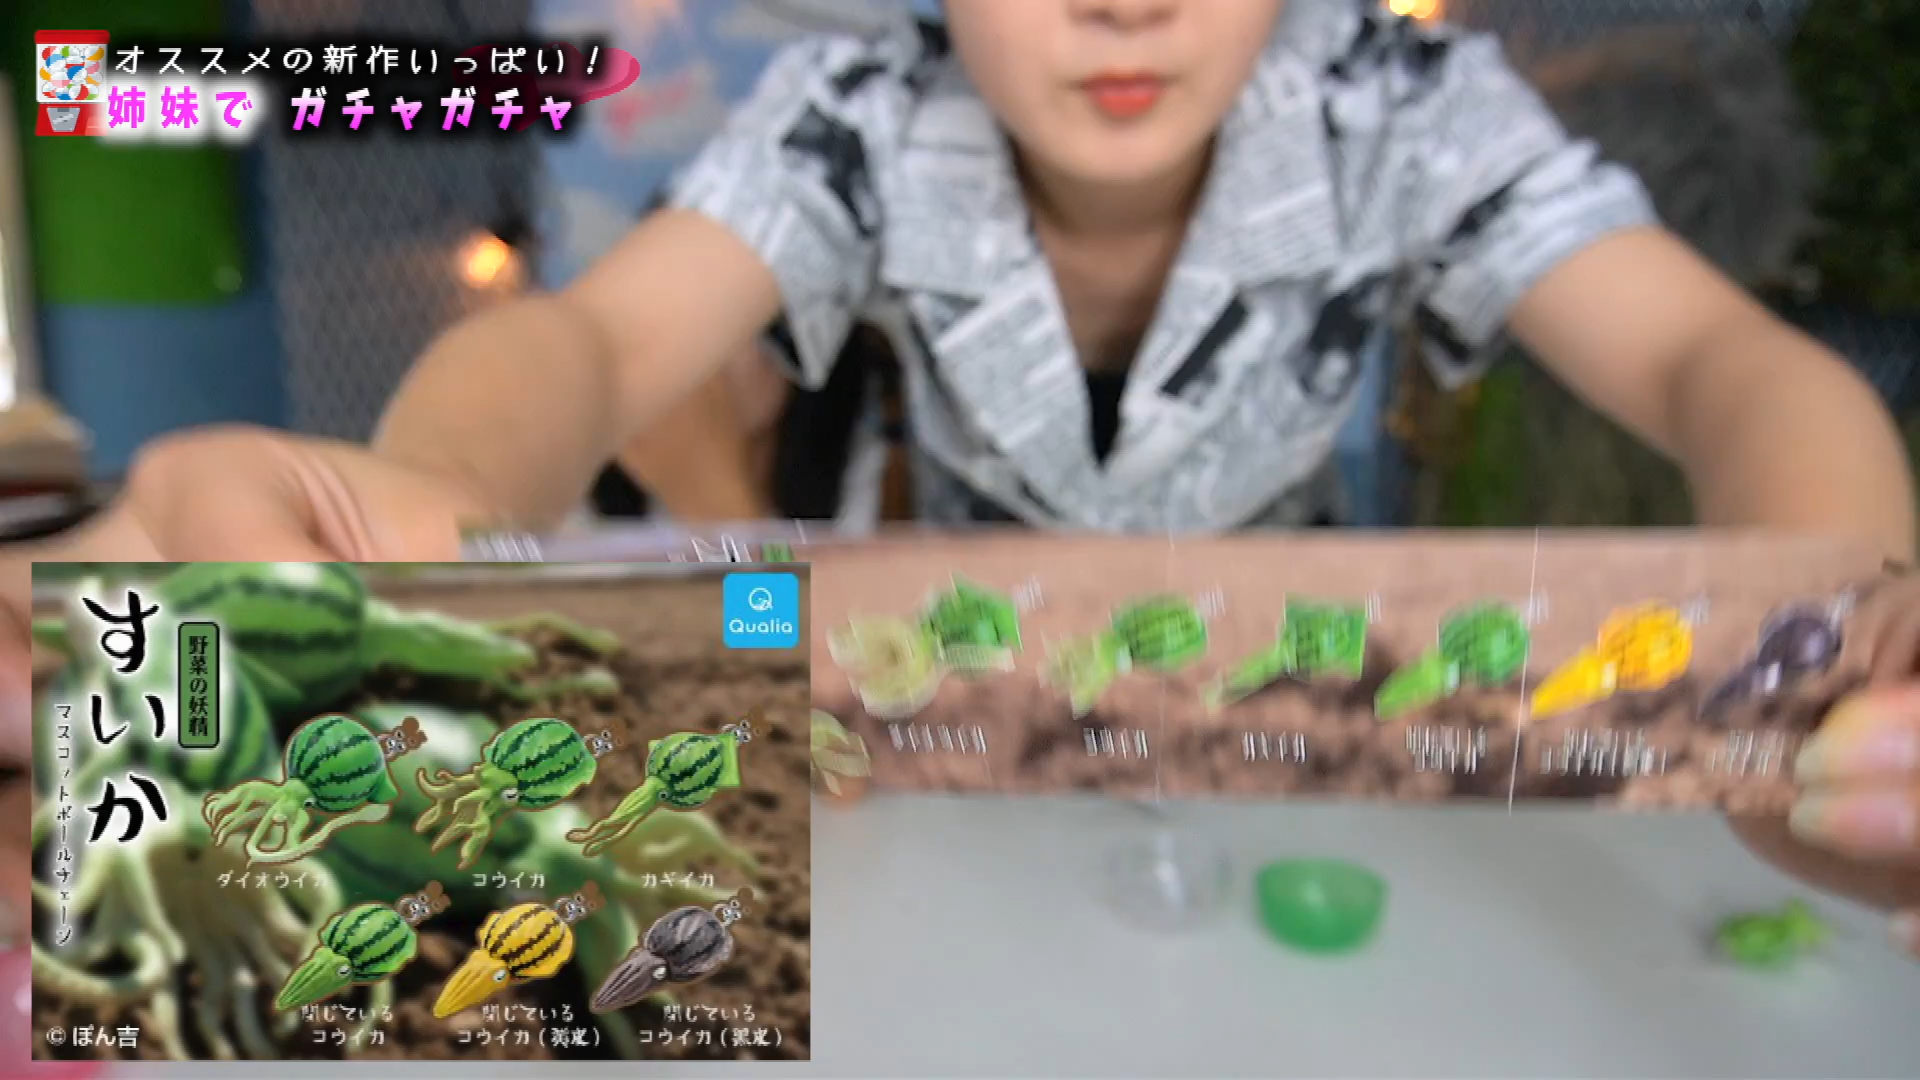 オススメの新作いっぱい!
姉妹で ガチャガチャ
Qualia
野菜の妖精
すいか
マスコットボールチェーン
ダイオウイカ
コウイカ
カギイカ
閉じている
コウイカ
閉じている
コウイカ(黄皮)
閉じている
コウイカ(黒皮)
© ぽん吉